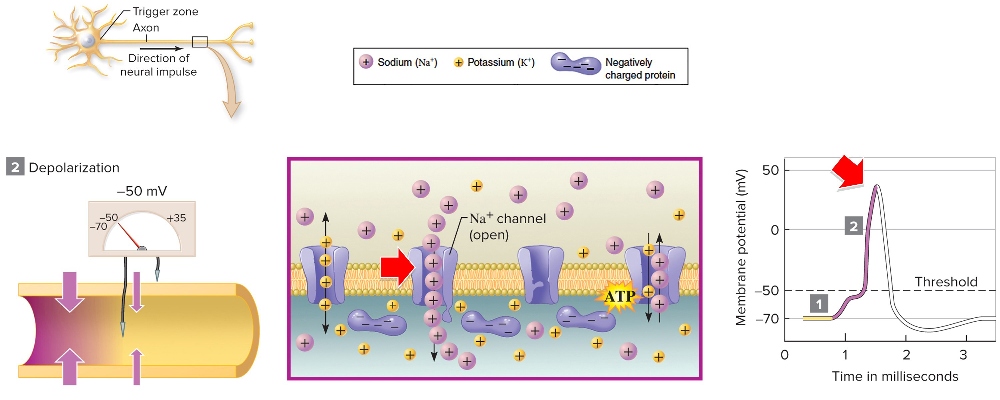 Trigger zone
Axon
Direction of
neural impulse
+ Sodium (Na⁺)
+ Potassium (K⁺)
Negatively
charged protein
2 Depolarization
–50 mV
–50
–70
+35
Na⁺ channel
(open)
ATP
Membrane potential (mV)
50
0
–50
–70
Threshold
2
1
0 1 2 3
Time in milliseconds